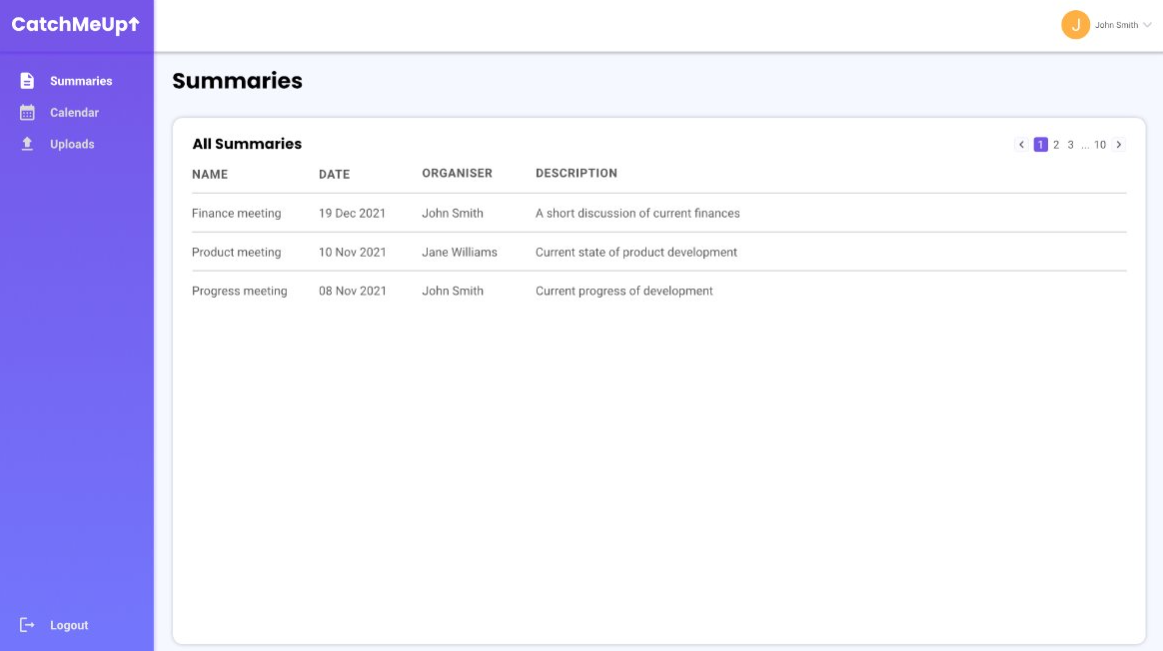 CatchMeUp↑
John Smith
J
Summaries
Calendar
Uploads
Logout
Summaries
All Summaries
< 1 2 3 ... 10 >
NAME DATE ORGANISER DESCRIPTION
Finance meeting 19 Dec 2021 John Smith A short discussion of current finances
Product meeting 10 Nov 2021 Jane Williams Current state of product development
Progress meeting 08 Nov 2021 John Smith Current progress of development